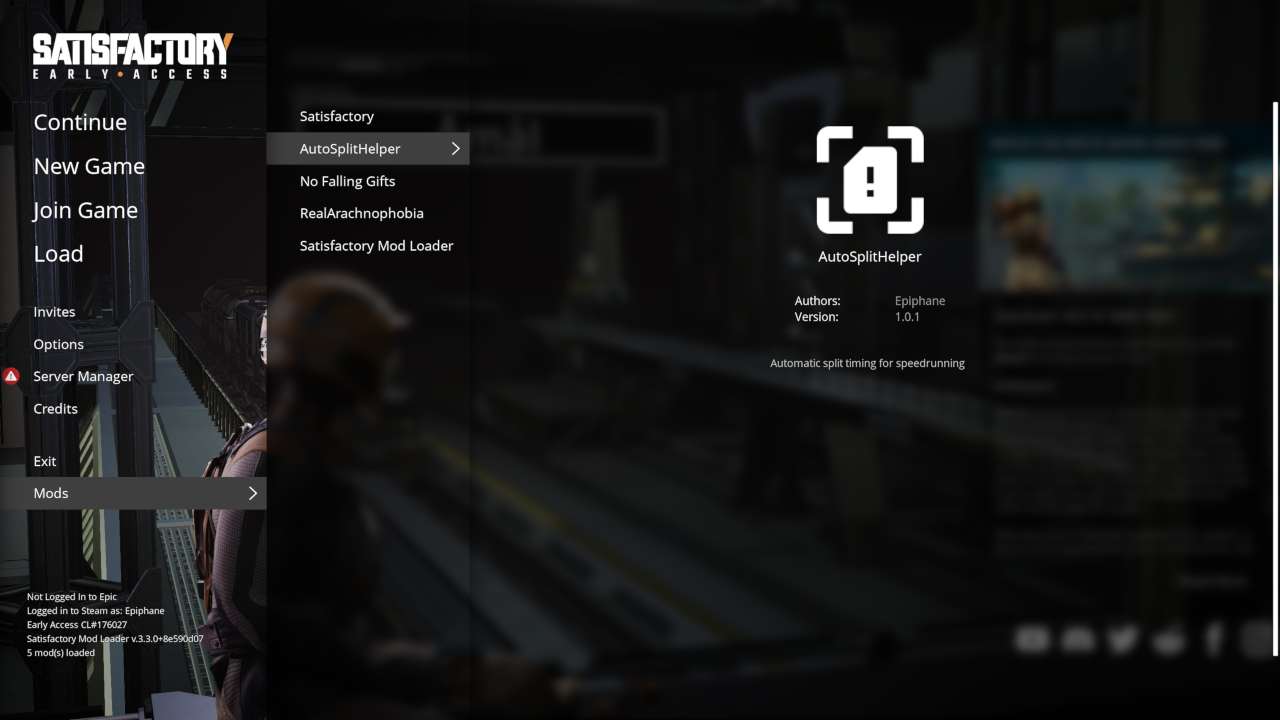 SATISFACTORY
EARLY ACCESS
Continue
New Game
Join Game
Load
Invites
Options
Server Manager
Credits
Exit
Mods
Not Logged In to Epic
Logged in to Steam as: Epiphane
Early Access CL#176027
Satisfactory Mod Loader v.3.3.0+8e590d07
5 mod(s) loaded
Satisfactory
AutoSplitHelper
No Falling Gifts
RealArachnophobia
Satisfactory Mod Loader
AutoSplitHelper
Authors: Epiphane
Version: 1.0.1
Automatic split timing for speedrunning